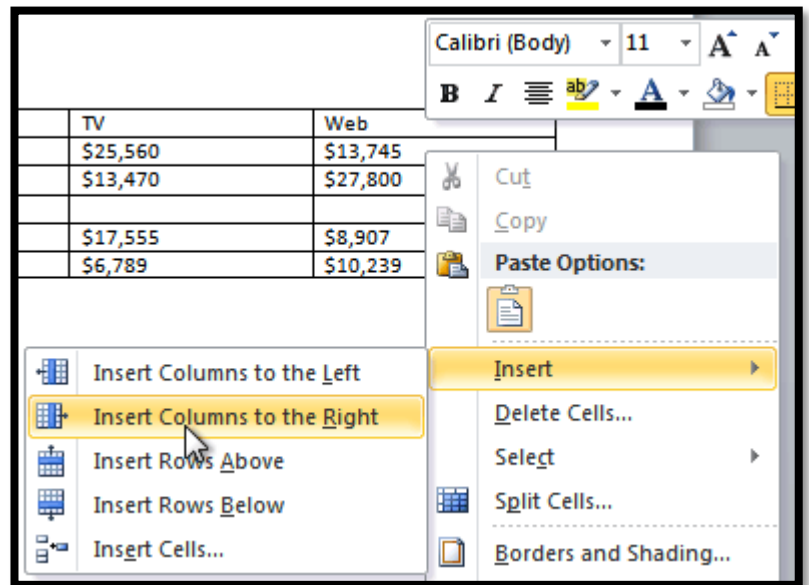 Calibri (Body) 11 A A
B I ab A
TV Web
$25,560 $13,745
$13,470 $27,800
$17,555 $8,907
$6,789 $10,239
Cut
Copy
Paste Options:
Insert
Delete Cells...
Select
Split Cells...
Borders and Shading...
Insert Columns to the Left
Insert Columns to the Right
Insert Rows Above
Insert Rows Below
Insert Cells...